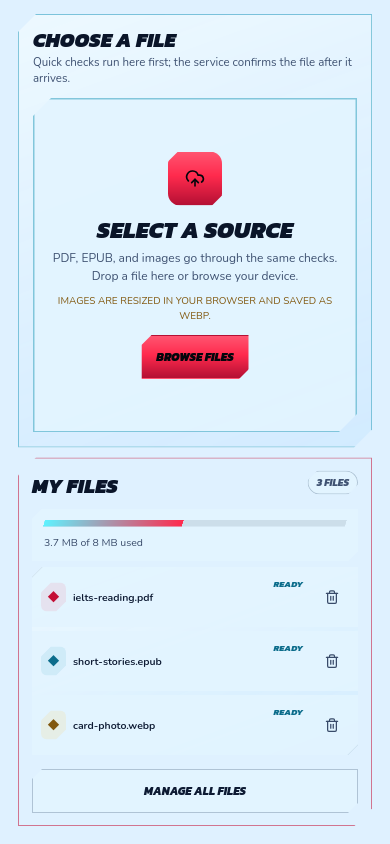 CHOOSE A FILE
Quick checks run here first; the service confirms the file after it
arrives.
SELECT A SOURCE
PDF, EPUB, and images go through the same checks.
Drop a file here or browse your device.
IMAGES ARE RESIZED IN YOUR BROWSER AND SAVED AS
WEBP.
BROWSE FILES
MY FILES
3 FILES
3.7 MB of 8 MB used
READY
ielts-reading.pdf
READY
short-stories.epub
READY
card-photo.webp
MANAGE ALL FILES